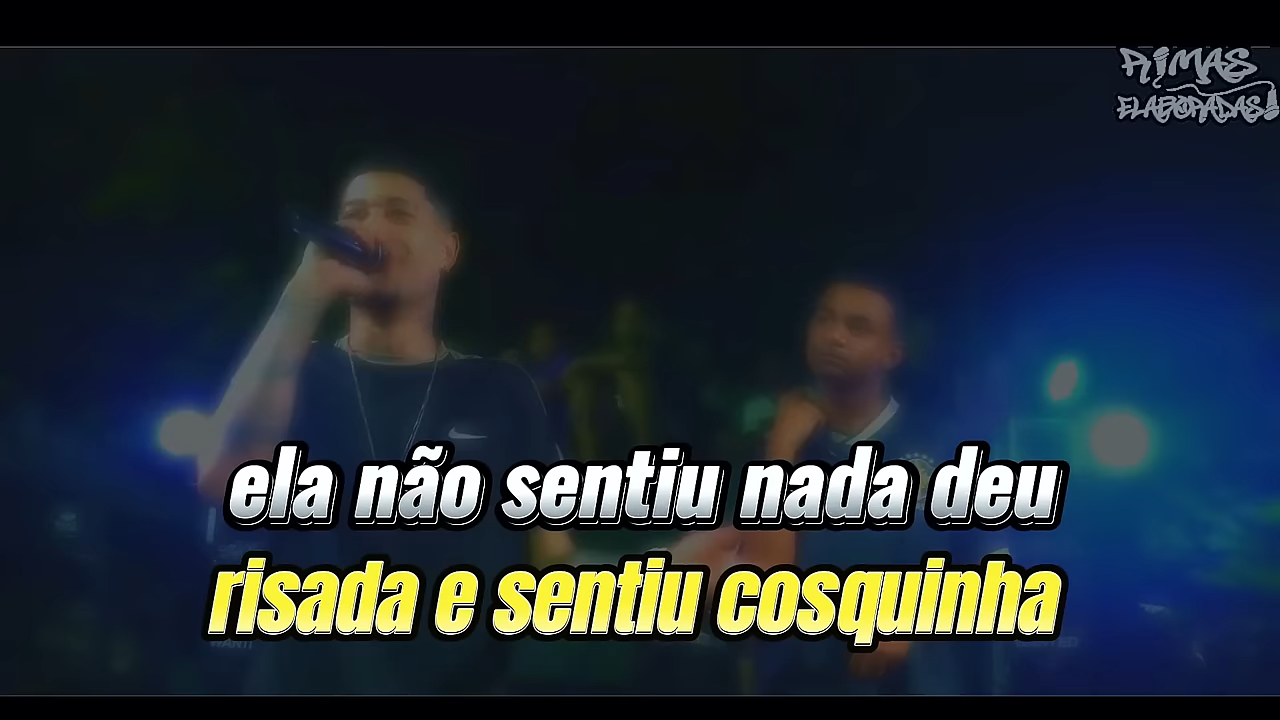 RIMAS
ELABORADAS!
ela não sentiu nada deu
risada e sentiu cosquinha